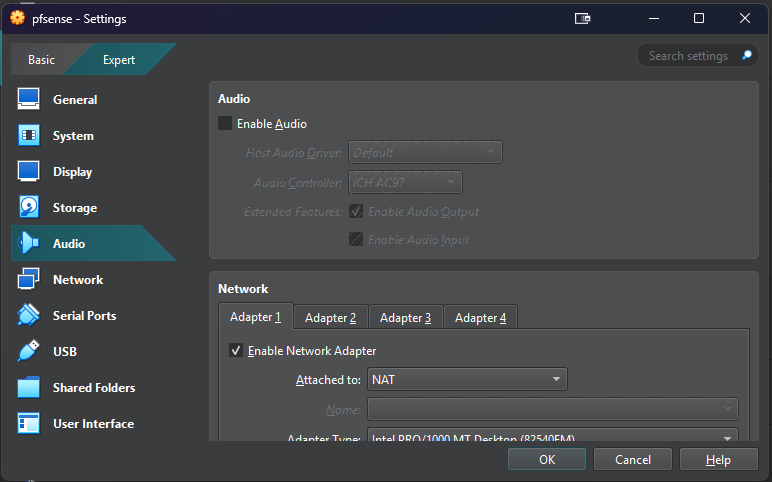 pfsense - Settings
Basic
Expert
Search settings
General
System
Display
Storage
Audio
Network
Serial Ports
USB
Shared Folders
User Interface
Audio
Enable Audio
Host Audio Driver: Default
Audio Controller: ICH AC97
Extended Features: Enable Audio Output
Enable Audio Input
Network
Adapter 1 Adapter 2 Adapter 3 Adapter 4
Enable Network Adapter
Attached to: NAT
Name:
Adapter Type: Intel PRO/1000 MT Desktop (82540EM)
OK Cancel Help